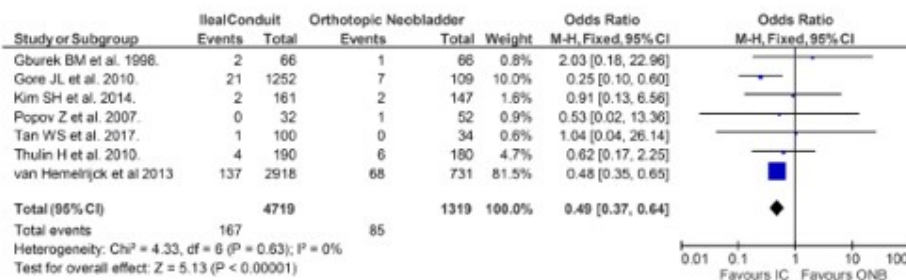 IlealConduit Orthotopic Neobladder Odds Ratio Odds Ratio
Study or Subgroup Events Total Events Total Weight M-H, Fixed, 95% CI M-H, Fixed, 95% CI
Gburek BM et al. 1998. 2 66 1 66 0.8% 2.03 [0.18, 22.96]
Gore JL et al. 2010. 21 1252 7 109 10.0% 0.25 [0.10, 0.60]
Kim SH et al. 2014. 2 161 2 147 1.6% 0.91 [0.13, 6.56]
Popov Z et al. 2007. 0 32 1 52 0.9% 0.53 [0.02, 13.36]
Tan WS et al. 2017. 1 100 0 34 0.6% 1.04 [0.04, 26.14]
Thulin H et al. 2010. 4 190 6 180 4.7% 0.62 [0.17, 2.25]
van Hemelrijck et al 2013 137 2918 68 731 81.5% 0.48 [0.35, 0.65]
Total (95% CI) 4719 1319 100.0% 0.49 [0.37, 0.64]
Total events 167 85
Heterogeneity: Chi² = 4.33, df = 6 (P = 0.63); I² = 0%
Test for overall effect: Z = 5.13 (P < 0.00001)
0.01 0.1 1 10 100
Favours IC Favours ONB